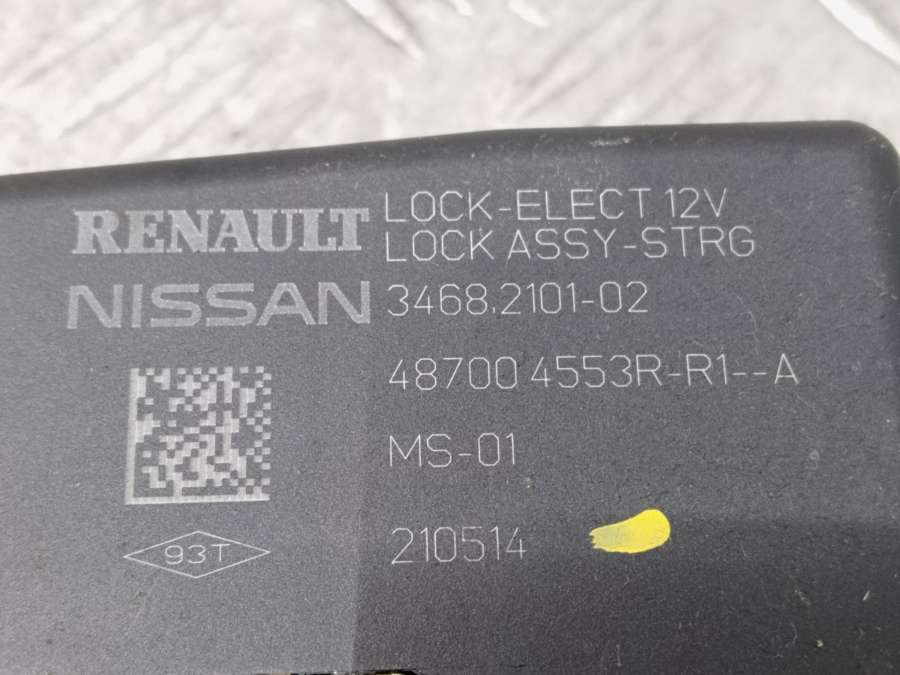 RENAULT
NISSAN
LOCK-ELECT 12V
LOCK ASSY-STRG
3468.2101-02
48700 4553R-R1--A
MS-01
210514
93T